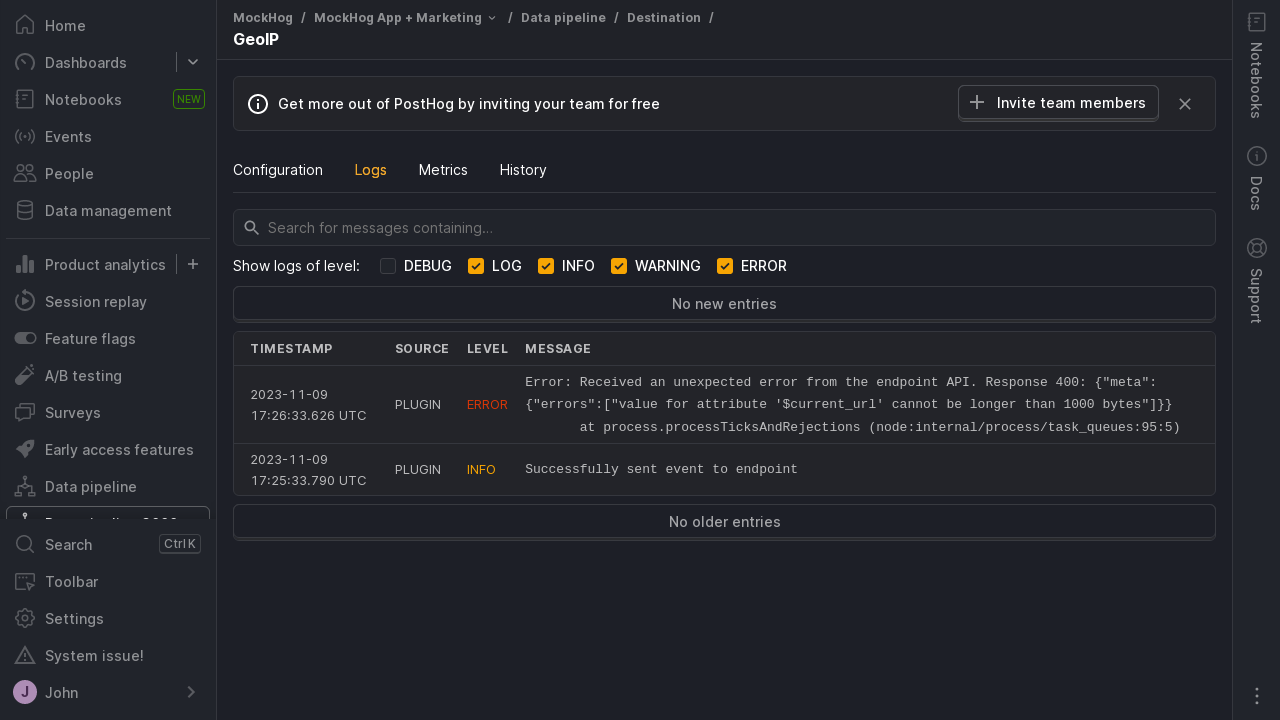 Home
Dashboards
Notebooks
NEW
Events
People
Data management
Product analytics
Session replay
Feature flags
A/B testing
Surveys
Early access features
Data pipeline
Search
Ctrl K
Toolbar
Settings
System issue!
J
John
MockHog / MockHog App + Marketing / Data pipeline / Destination /
GeoIP
Get more out of PostHog by inviting your team for free
Invite team members
Configuration Logs Metrics History
Search for messages containing…
Show logs of level: DEBUG LOG INFO WARNING ERROR
No new entries
TIMESTAMP SOURCE LEVEL MESSAGE
2023-11-09
17:26:33.626 UTC
PLUGIN
ERROR
Error: Received an unexpected error from the endpoint API. Response 400: {"meta":
{"errors":["value for attribute '$current_url' cannot be longer than 1000 bytes"]}}
at process.processTicksAndRejections (node:internal/process/task_queues:95:5)
2023-11-09
17:25:33.790 UTC
PLUGIN
INFO
Successfully sent event to endpoint
No older entries
Notebooks
Docs
Support